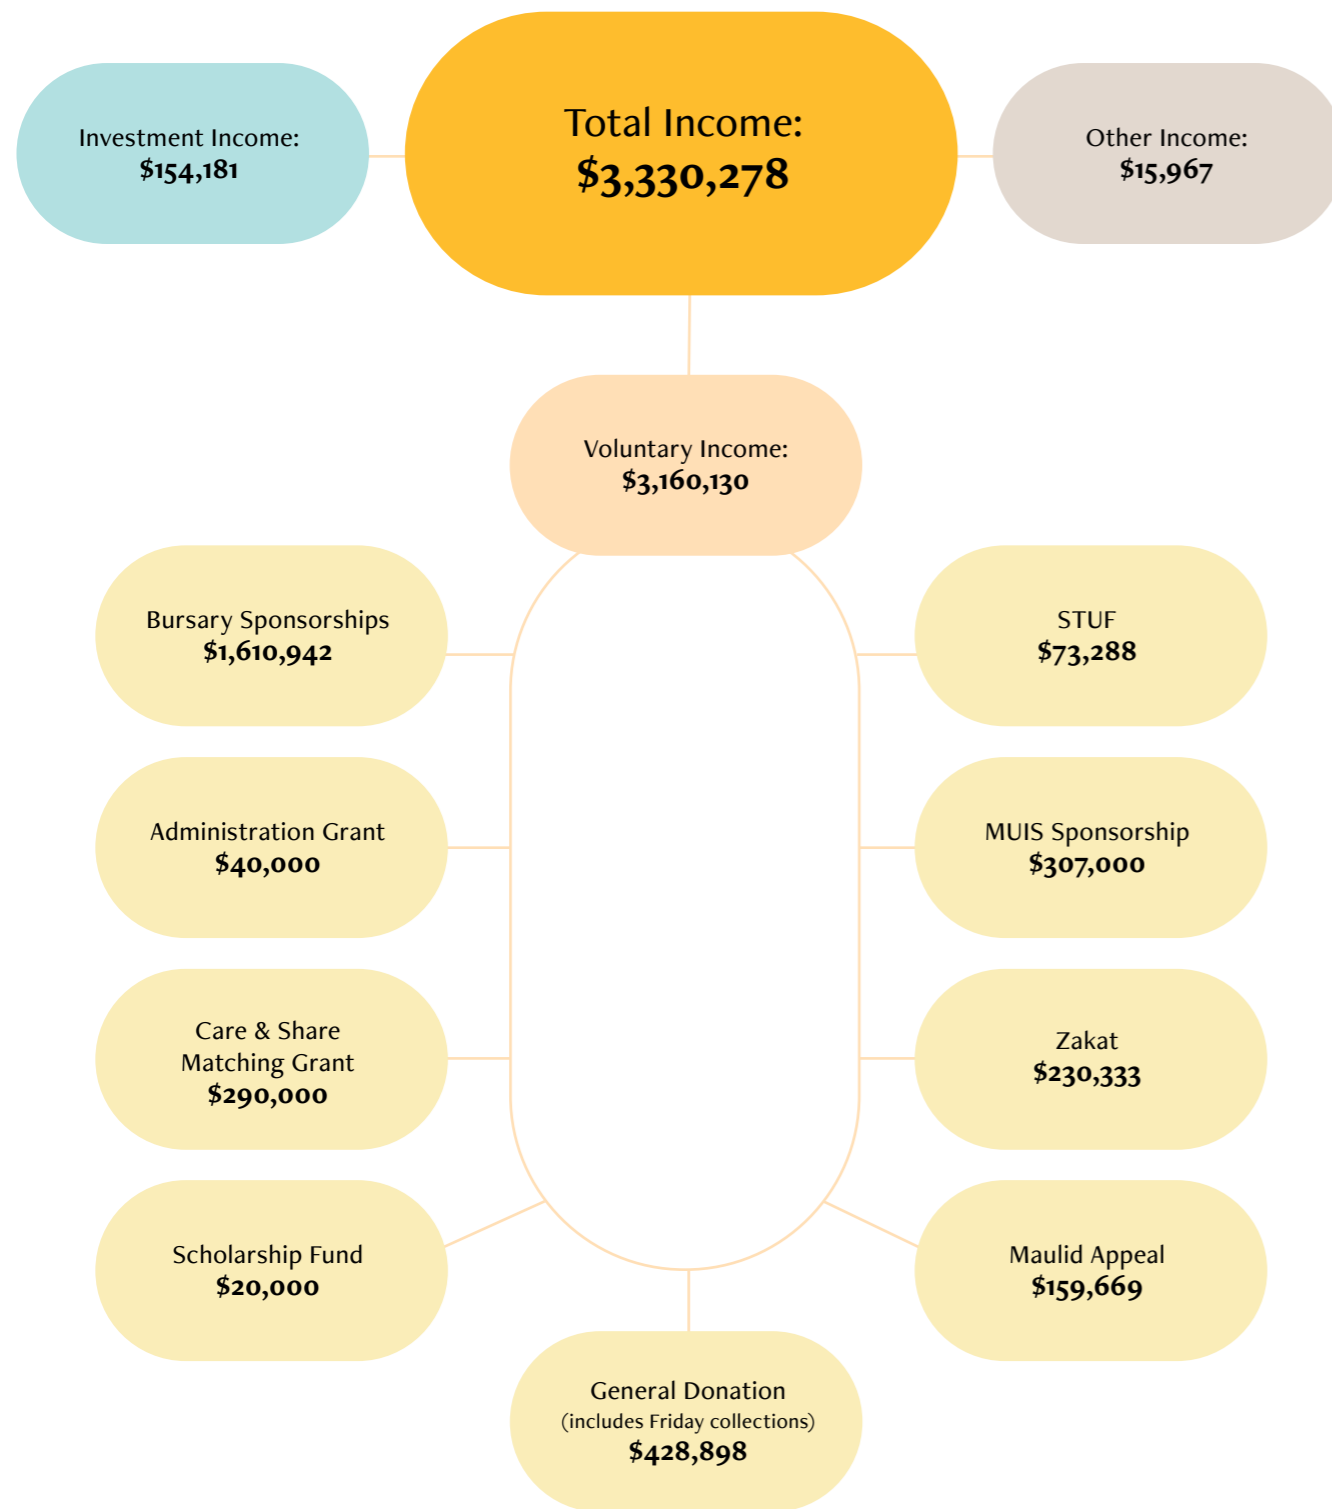 Investment Income:
$154,181
Total Income:
$3,330,278
Other Income:
$15,967
Voluntary Income:
$3,160,130
Bursary Sponsorships
$1,610,942
STUF
$73,288
Administration Grant
$40,000
MUIS Sponsorship
$307,000
Care & Share
Matching Grant
$290,000
Zakat
$230,333
Scholarship Fund
$20,000
Maulid Appeal
$159,669
General Donation
(includes Friday collections)
$428,898